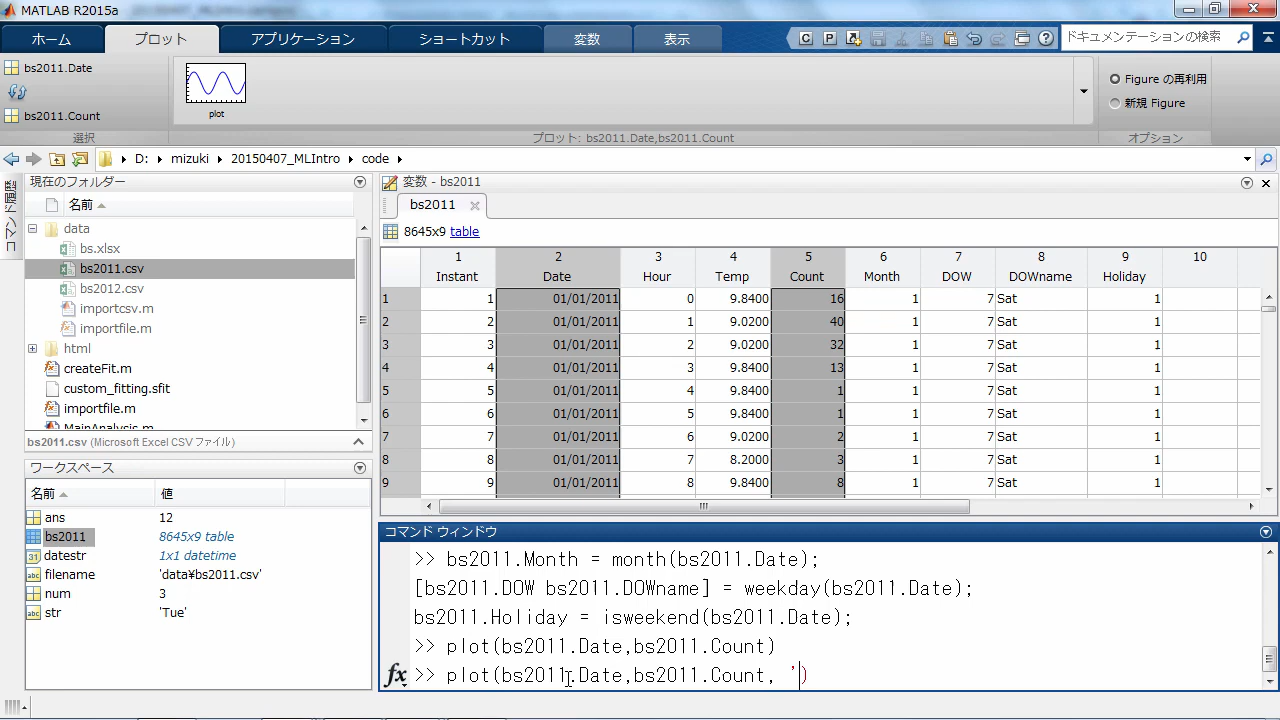 MATLAB R2015a
ホーム プロット アプリケーション ショートカット 変数 表示 ドキュメンテーションの検索
bs2011.Date
bs2011.Count
plot
Figure の再利用
新規 Figure
選択 プロット: bs2011.Date,bs2011.Count オプション
D: mizuki 20150407_MLIntro code
現在のフォルダー
名前
data
bs.xlsx
bs2011.csv
bs2012.csv
importcsv.m
importfile.m
html
createFit.m
custom_fitting.sfit
importfile.m
MainAnalysis.m
bs2011.csv (Microsoft Excel CSV ファイル)
ワークスペース
名前 値
ans 12
bs2011 8645x9 table
datestr 1x1 datetime
filename 'data¥bs2011.csv'
num 3
str 'Tue'
変数 - bs2011
bs2011
8645x9 table
1 2 3 4 5 6 7 8 9 10
Instant Date Hour Temp Count Month DOW DOWname Holiday
1 1 01/01/2011 0 9.8400 16 1 7 Sat 1
2 2 01/01/2011 1 9.0200 40 1 7 Sat 1
3 3 01/01/2011 2 9.0200 32 1 7 Sat 1
4 4 01/01/2011 3 9.8400 13 1 7 Sat 1
5 5 01/01/2011 4 9.8400 1 1 7 Sat 1
6 6 01/01/2011 5 9.8400 1 1 7 Sat 1
7 7 01/01/2011 6 9.0200 2 1 7 Sat 1
8 8 01/01/2011 7 8.2000 3 1 7 Sat 1
9 9 01/01/2011 8 9.8400 8 1 7 Sat 1
コマンド ウィンドウ
>> bs2011.Month = month(bs2011.Date);
[bs2011.DOW bs2011.DOWname] = weekday(bs2011.Date);
bs2011.Holiday = isweekend(bs2011.Date);
>> plot(bs2011.Date,bs2011.Count)
fx >> plot(bs2011.Date,bs2011.Count, ')